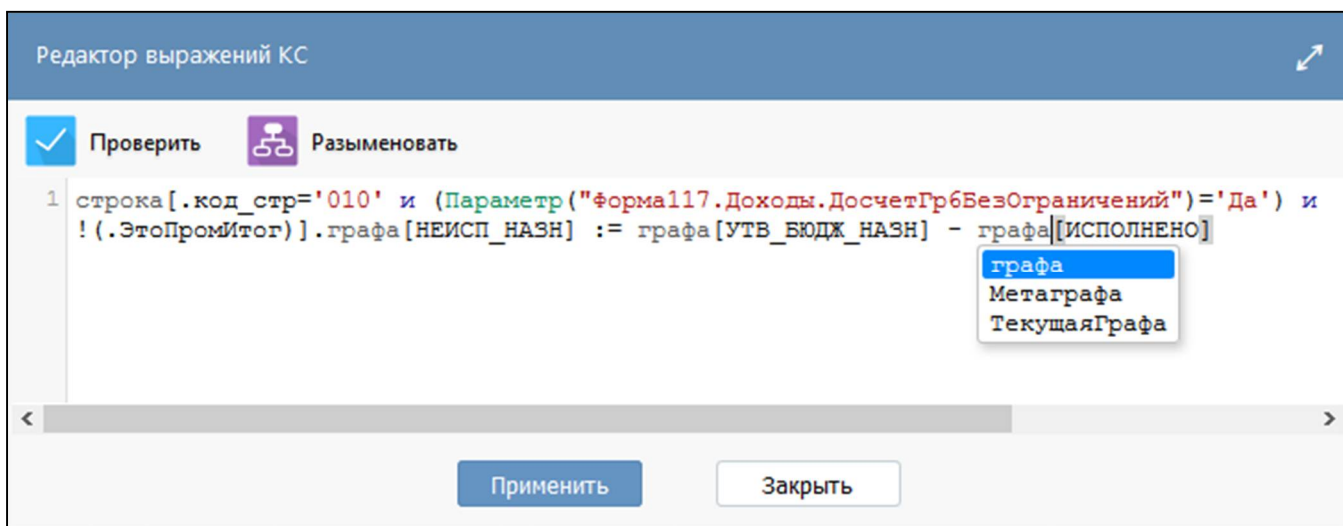 Редактор выражений КС
Проверить Разыменовать
1 строка[.код_стр='010' и (Параметр("Форма117.Доходы.ДосчетГр6БезОграничений")='Да') и
!(.ЭтоПромИтог)].графа[НЕИСП_НАЗН] := графа[УТВ_БЮДЖ_НАЗН] - графа[ИСПОЛНЕНО]
графа
Метаграфа
ТекущаяГрафа
Применить Закрыть